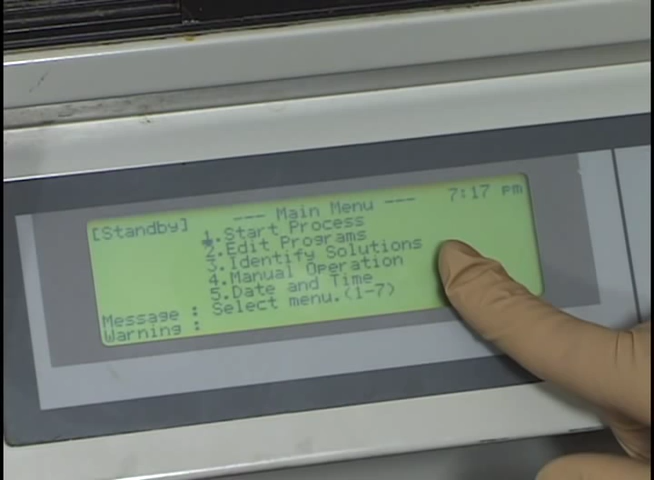 --- Main Menu --- 7:17 pm
[Standby] 1.Start Process
2.Edit Programs
3.Identify Solutions
4.Manual Operation
5.Date and Time
Message : Select menu.(1-7)
Warning :